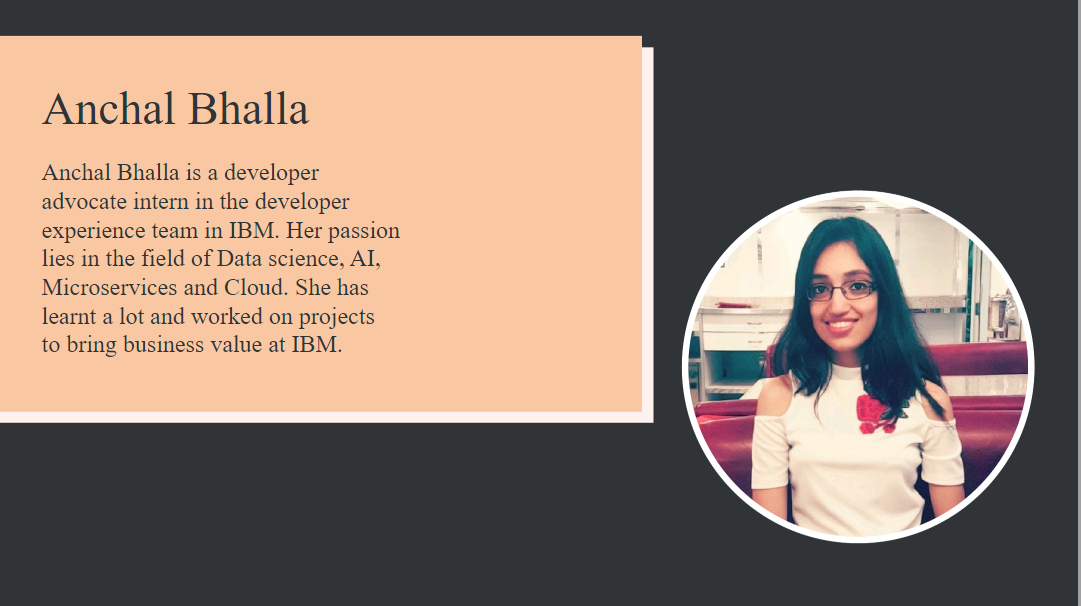 Anchal Bhalla
Anchal Bhalla is a developer
advocate intern in the developer
experience team in IBM. Her passion
lies in the field of Data science, AI,
Microservices and Cloud. She has
learnt a lot and worked on projects
to bring business value at IBM.